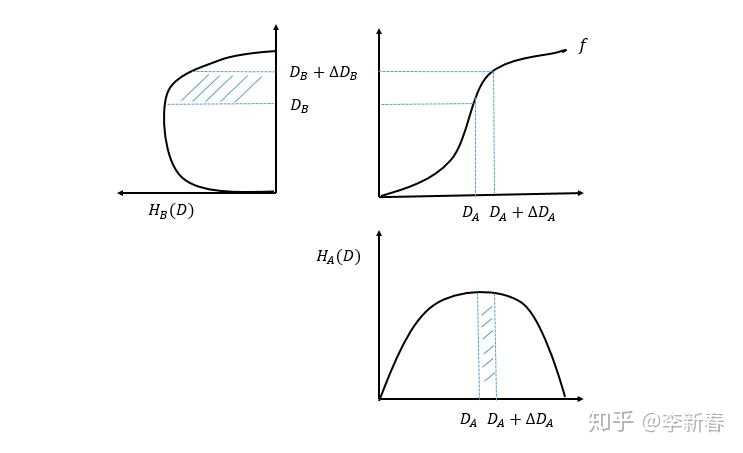 f
D_B + ΔD_B
D_B
H_B(D)
D_A D_A + ΔD_A
H_A(D)
D_A D_A + ΔD_A
知乎 @李新春